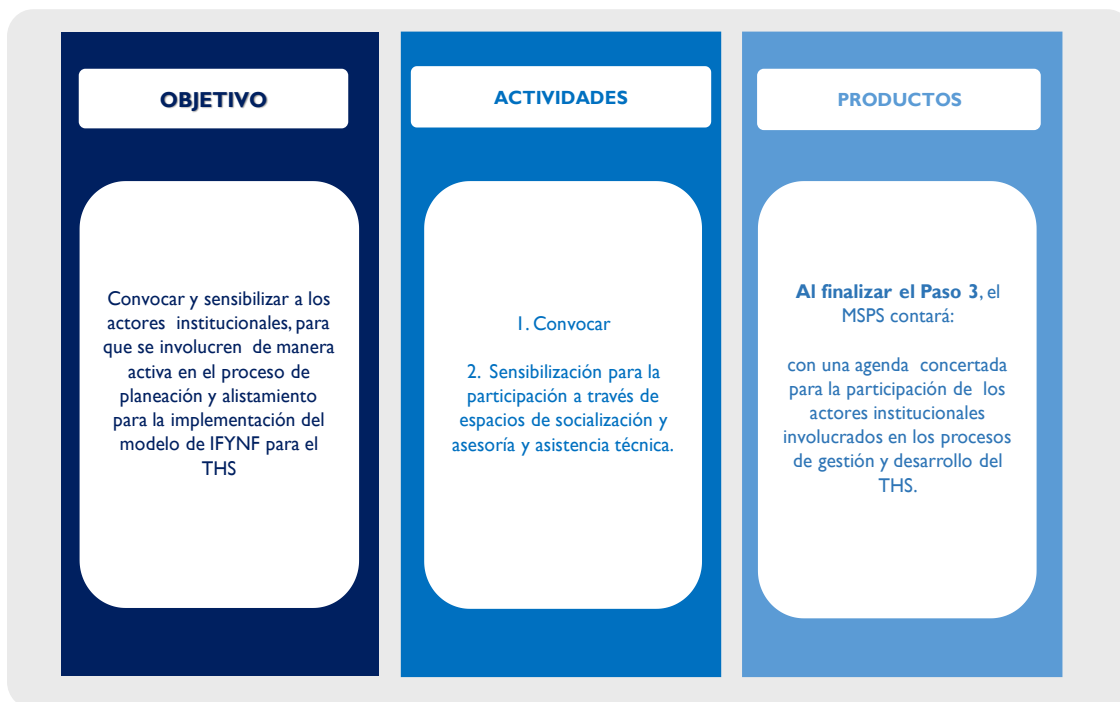 OBJETIVO
Convocar y sensibilizar a los
actores institucionales, para
que se involucren de manera
activa en el proceso de
planeación y alistamiento
para la implementación del
modelo de IFYNF para el
THS
ACTIVIDADES
1. Convocar
2. Sensibilización para la
participación a través de
espacios de socialización y
asesoría y asistencia técnica.
PRODUCTOS
Al finalizar el Paso 3, el
MSPS contará:
con una agenda concertada
para la participación de los
actores institucionales
involucrados en los procesos
de gestión y desarrollo del
THS.